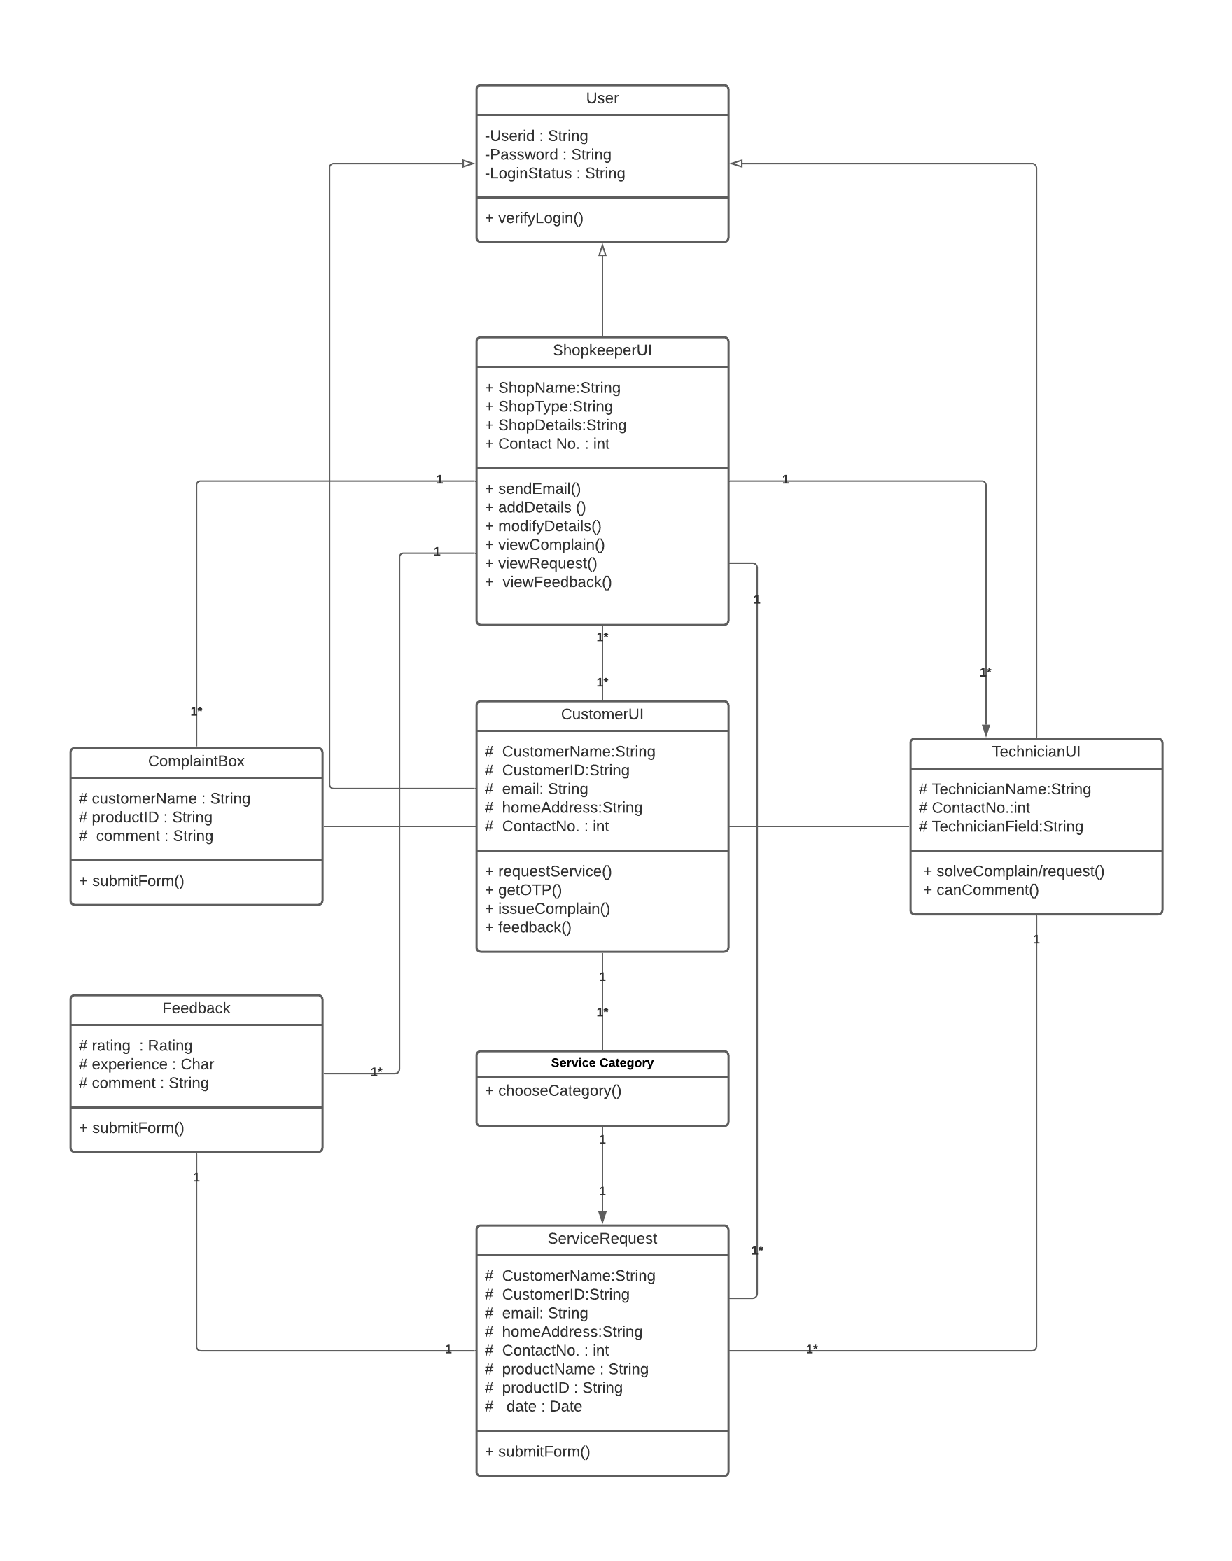 User
-Userid : String
-Password : String
-LoginStatus : String
+ verifyLogin()
ShopkeeperUI
+ ShopName:String
+ ShopType:String
+ ShopDetails:String
+ Contact No. : int
+ sendEmail()
+ addDetails ()
+ modifyDetails()
+ viewComplain()
+ viewRequest()
+  viewFeedback()
1
1
1
1
1*
1*
1*
1*
CustomerUI
#  CustomerName:String
#  CustomerID:String
#  email: String
#  homeAddress:String
#  ContactNo. : int
+ requestService()
+ getOTP()
+ issueComplain()
+ feedback()
ComplaintBox
# customerName : String
# productID : String
#  comment : String
+ submitForm()
TechnicianUI
# TechnicianName:String
# ContactNo.:int
# TechnicianField:String
+ solveComplain/request()
+ canComment()
1
1
1*
Feedback
# rating  : Rating
# experience : Char
# comment : String
+ submitForm()
1*
Service Category
+ chooseCategory()
1
1
1
1*
ServiceRequest
#  CustomerName:String
#  CustomerID:String
#  email: String
#  homeAddress:String
#  ContactNo. : int
#  productName : String
#  productID : String
#   date : Date
+ submitForm()
1
1*